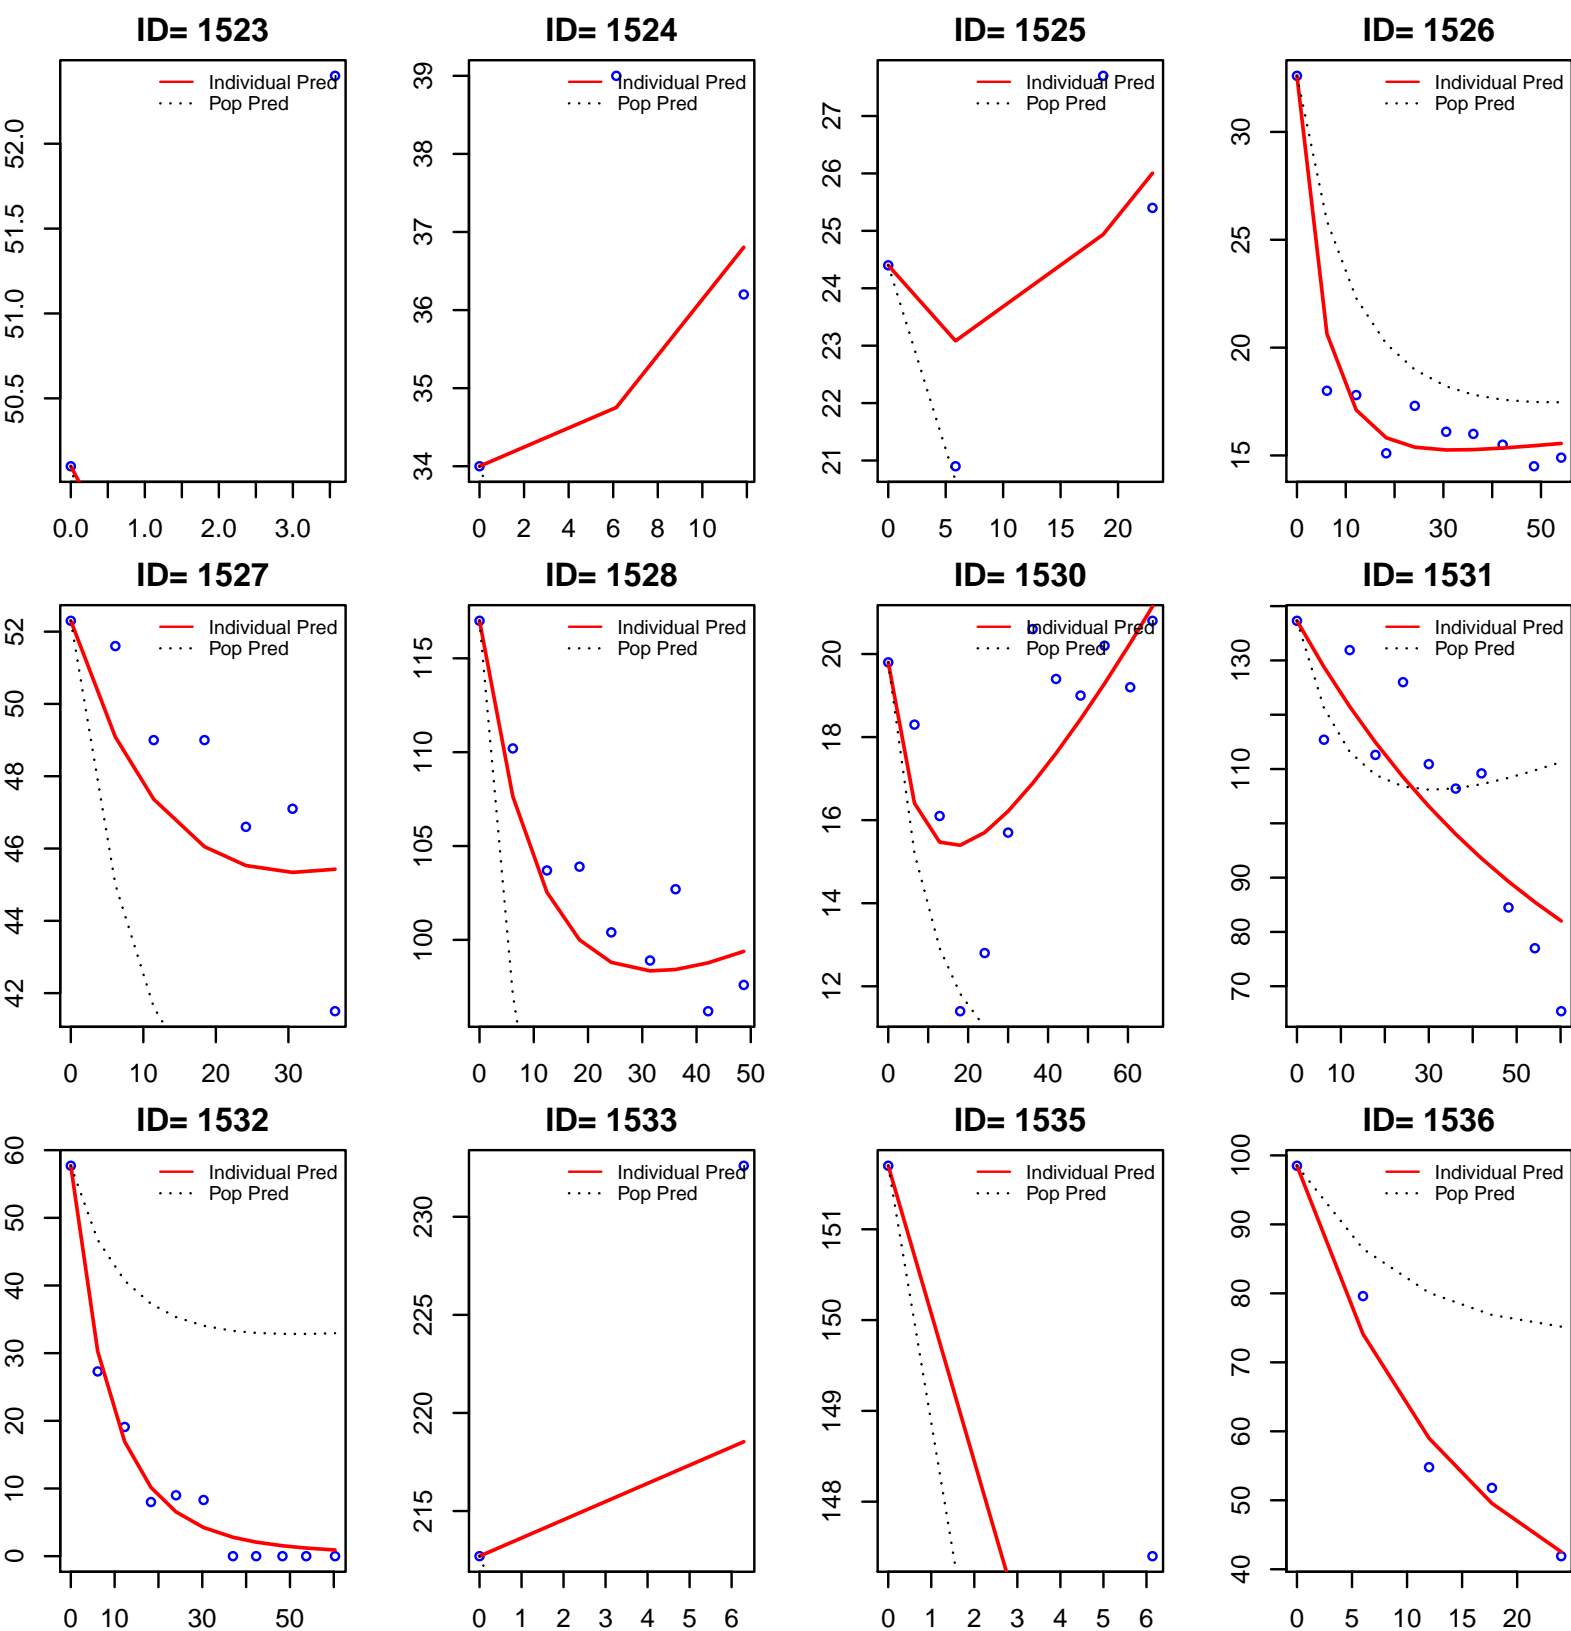 ID= 1523
Individual Pred
Pop Pred
50.5 51.0 51.5 52.0
0.0 1.0 2.0 3.0
ID= 1524
Individual Pred
Pop Pred
34 35 36 37 38 39
0 2 4 6 8 10
ID= 1525
Individual Pred
Pop Pred
21 22 23 24 25 26 27
0 5 10 15 20
ID= 1526
Individual Pred
Pop Pred
15 20 25 30
0 10 30 50
ID= 1527
Individual Pred
Pop Pred
42 44 46 48 50 52
0 10 20 30
ID= 1528
Individual Pred
Pop Pred
100 105 110 115
0 10 20 30 40 50
ID= 1530
Individual Pred
Pop Pred
12 14 16 18 20
0 20 40 60
ID= 1531
Individual Pred
Pop Pred
70 80 90 110 130
0 10 30 50
ID= 1532
Individual Pred
Pop Pred
0 10 20 30 40 50 60
0 10 30 50
ID= 1533
Individual Pred
Pop Pred
215 220 225 230
0 1 2 3 4 5 6
ID= 1535
Individual Pred
Pop Pred
148 149 150 151
0 1 2 3 4 5 6
ID= 1536
Individual Pred
Pop Pred
40 50 60 70 80 90 100
0 5 10 15 20